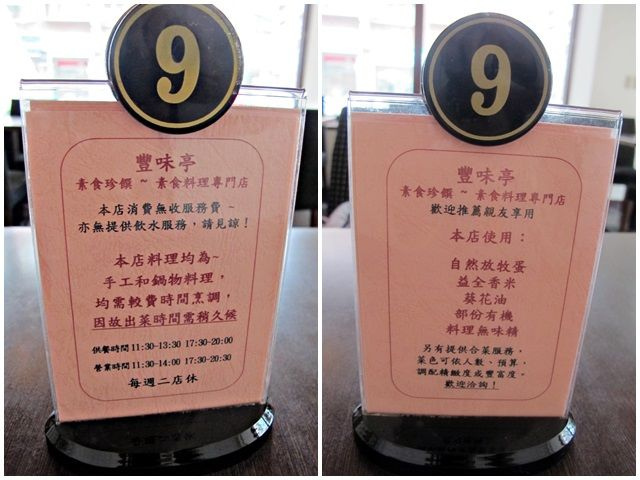 9
豐味亭
素食珍饌 ~ 素食料理專門店
本店消費無收服務費 ~
亦無提供飲水服務，請見諒！
本店料理均為~
手工和鍋物料理，
均需較費時間烹調，
因故出菜時間需稍久候
供餐時間 11:30-13:30 17:30-20:00
營業時間 11:30-14:00 17:30-20:30
每週二店休
9
豐味亭
素食珍饌 ~ 素食料理專門店
歡迎推薦親友享用
本店使用：
自然放牧蛋
益全香米
葵花油
部份有機
料理無味精
另有提供合菜服務，
菜色可依人數、預算，
調配精緻度或豐富度。
歡迎洽詢！